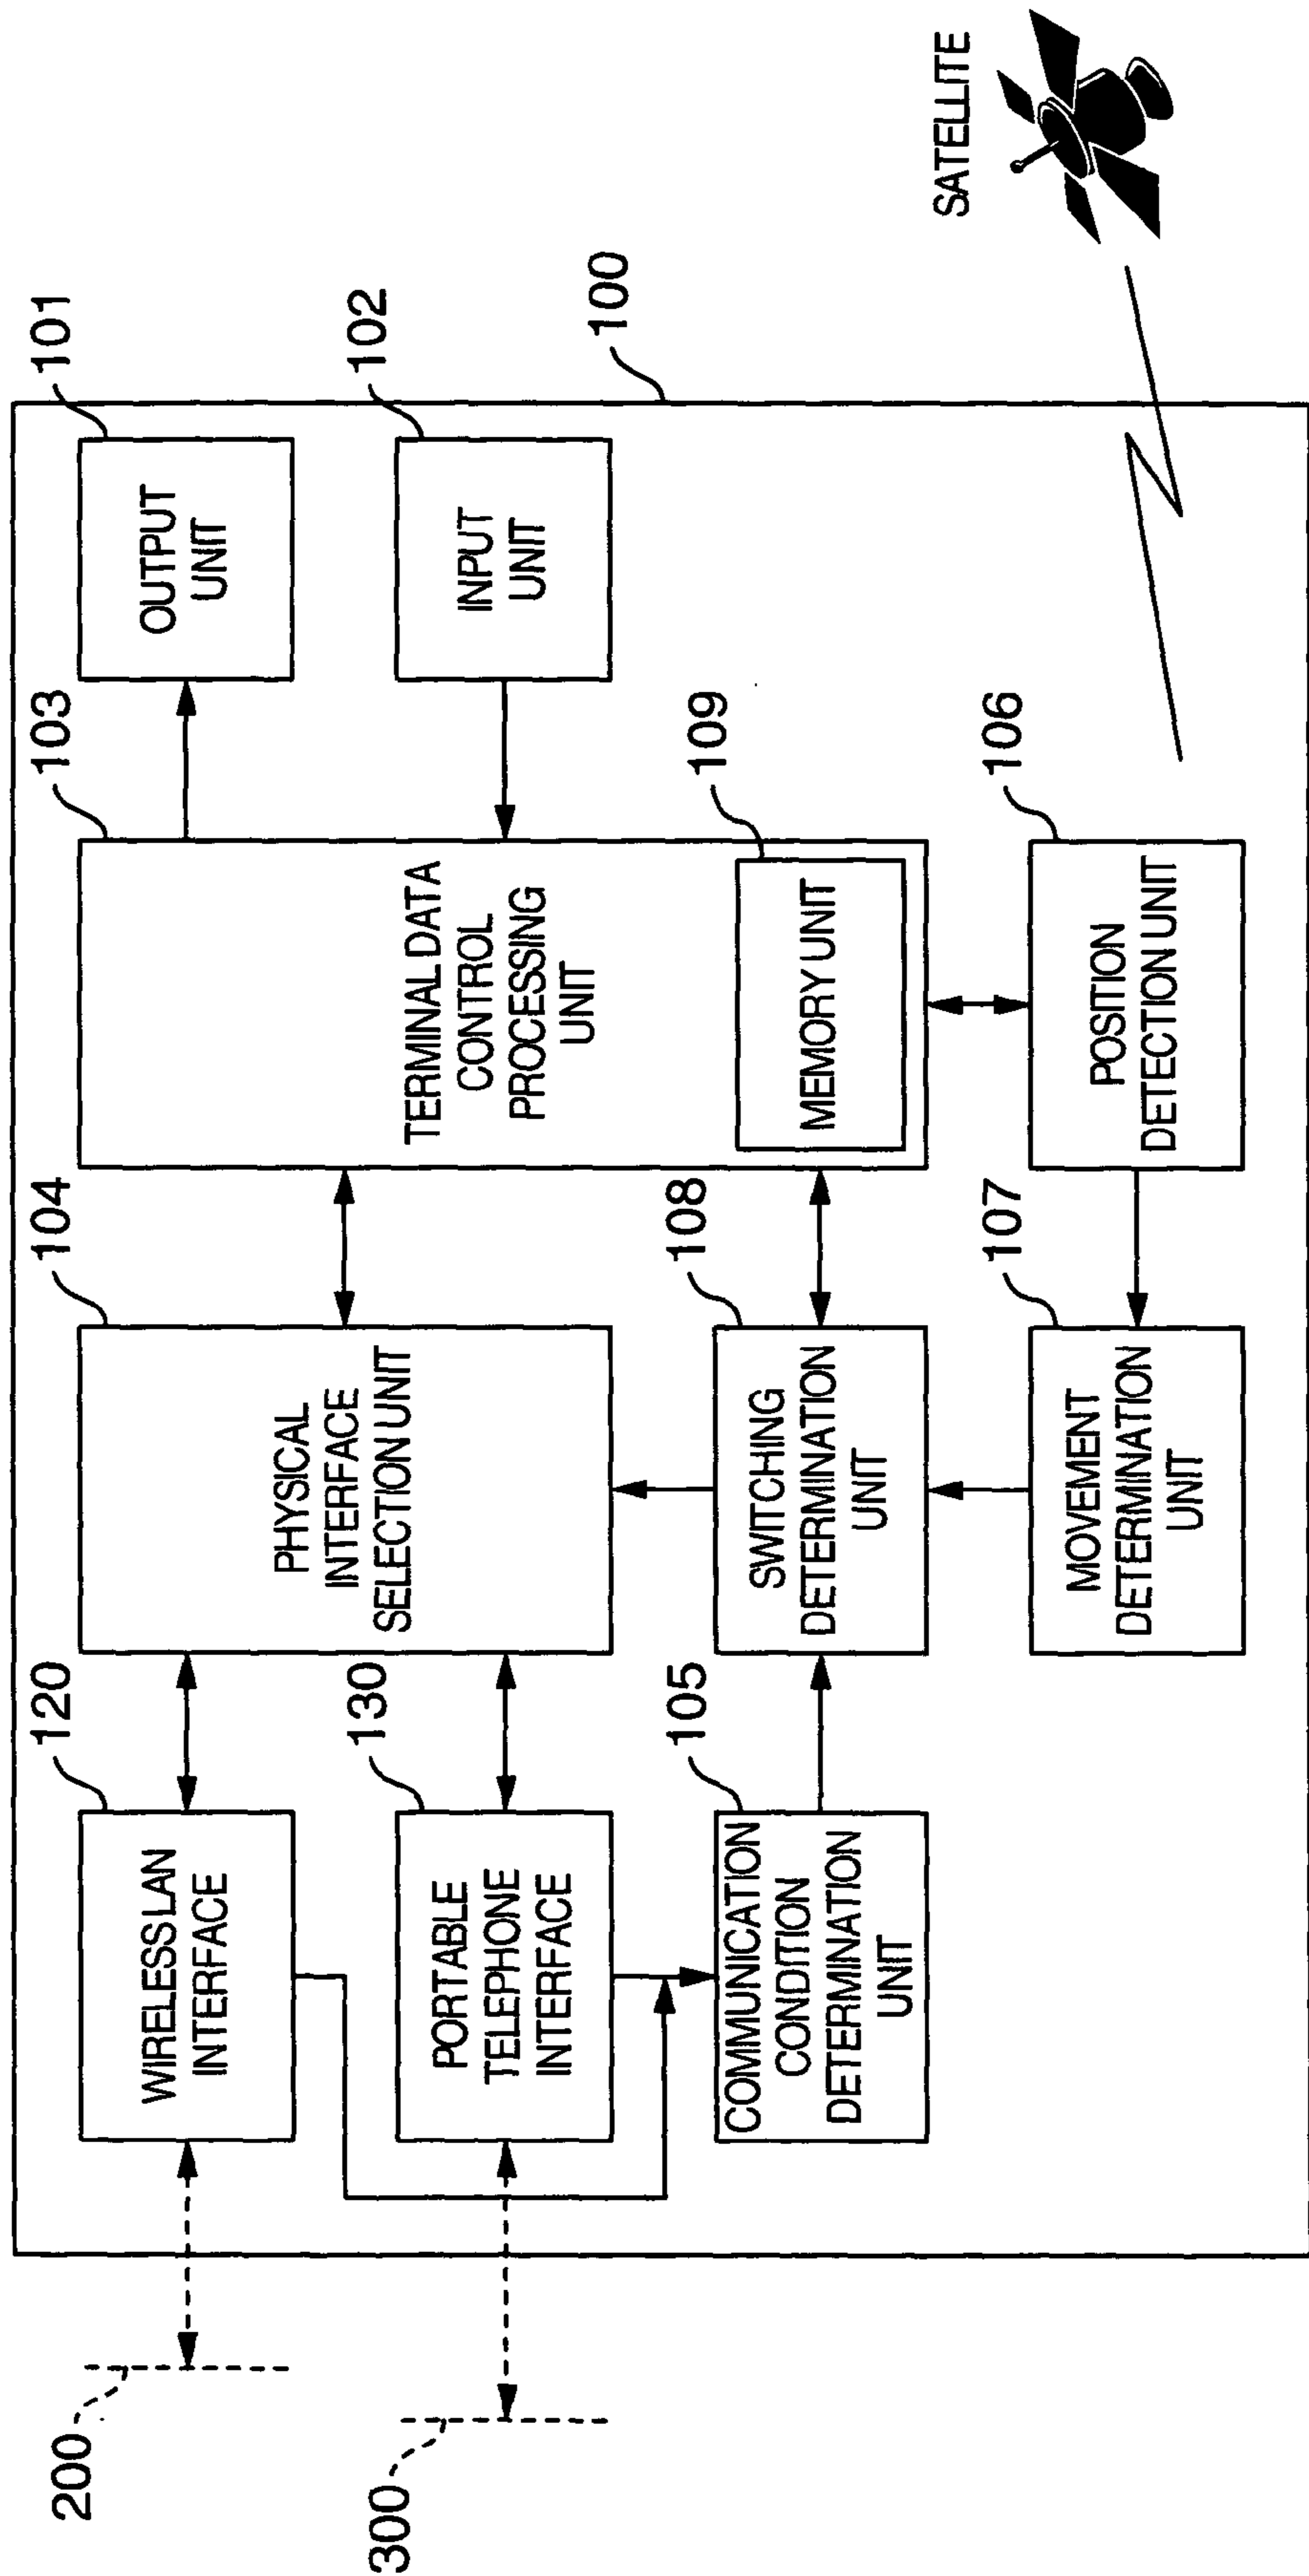 200
300
120
WIRELESS LAN
INTERFACE
130
PORTABLE
TELEPHONE
INTERFACE
105
COMMUNICATION
CONDITION
DETERMINATION
UNIT
104
PHYSICAL
INTERFACE
SELECTION UNIT
108
SWITCHING
DETERMINATION
UNIT
107
MOVEMENT
DETERMINATION
UNIT
103
TERMINAL DATA
CONTROL
PROCESSING
UNIT
109
MEMORY UNIT
106
POSITION
DETECTION UNIT
101
OUTPUT
UNIT
102
INPUT
UNIT
100
SATELLITE